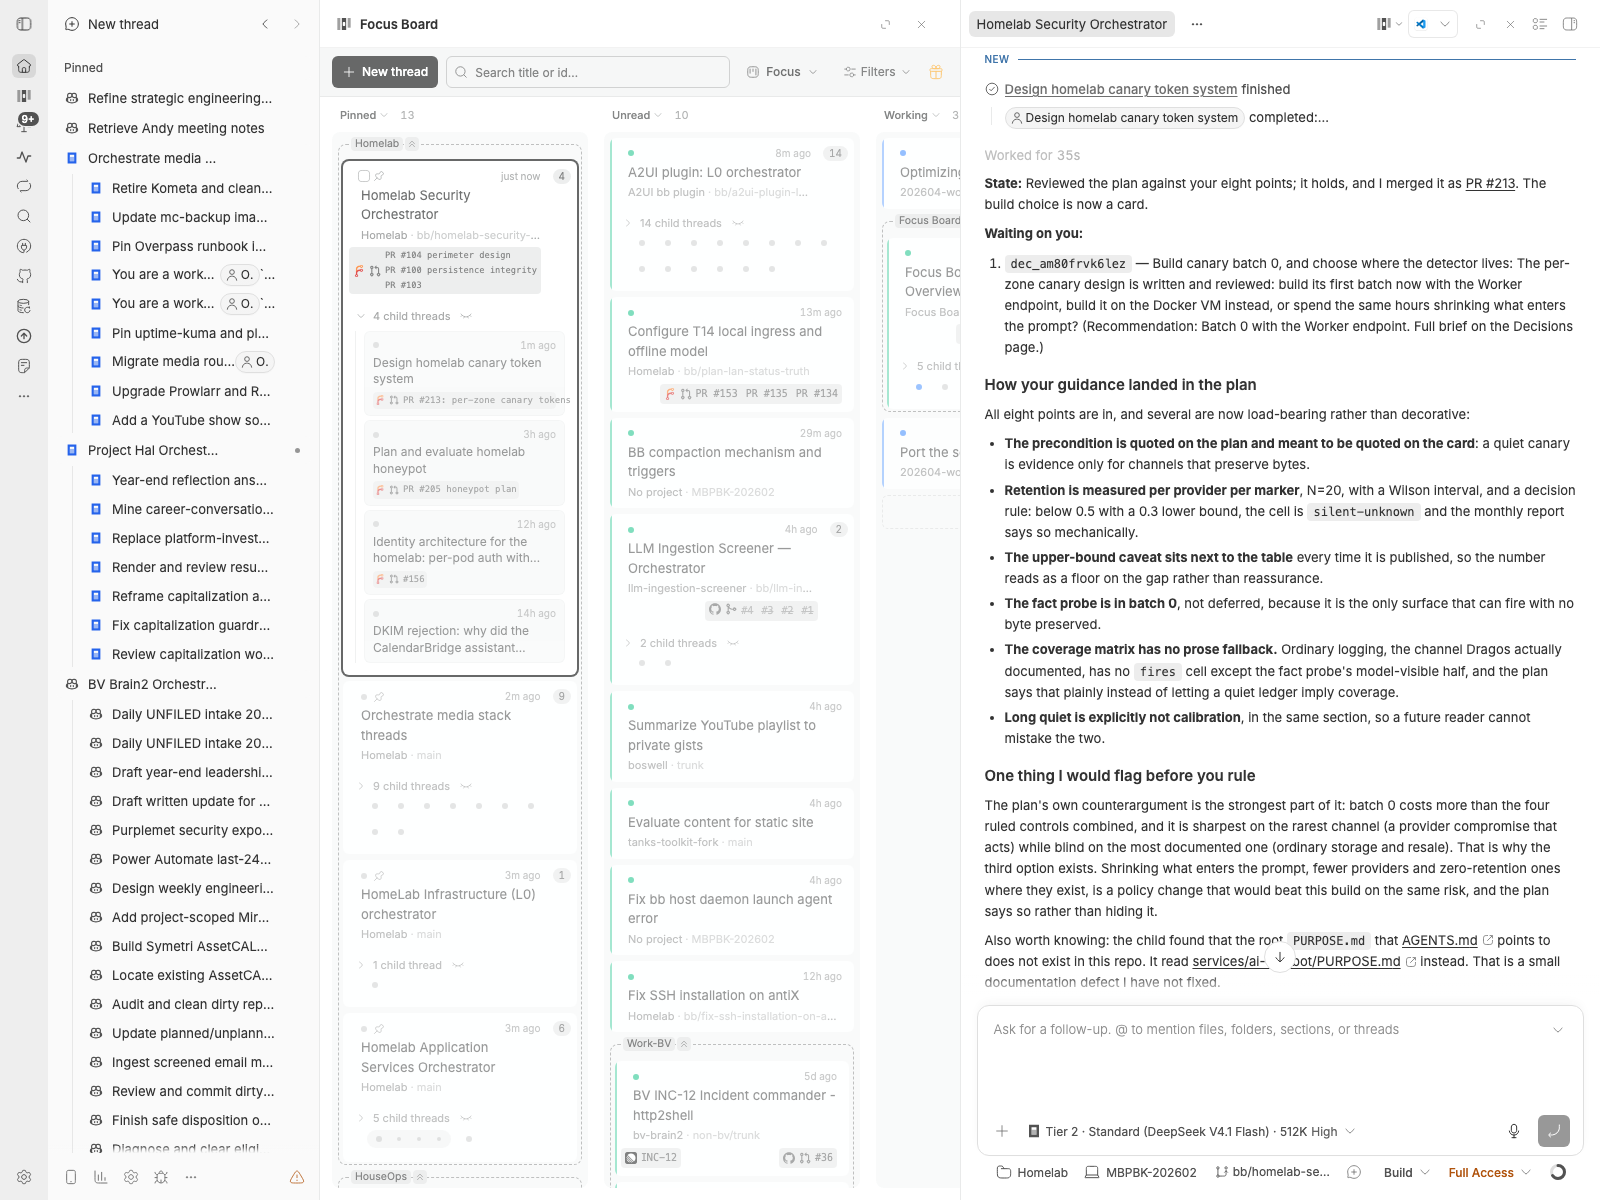 New thread
Pinned
Refine strategic engineering...
Retrieve Andy meeting notes
Orchestrate media ...
Retire Kometa and clean...
Update mc-backup ima...
Pin Overpass runbook i...
You are a work... O. `...
You are a work... O. `...
Pin uptime-kuma and pl...
Migrate media rou... O.
Upgrade Prowlarr and R...
Add a YouTube show so...
Project Hal Orchest...
Year-end reflection ans...
Mine career-conversatio...
Replace platform-invest...
Render and review resu...
Reframe capitalization a...
Fix capitalization guardr...
Review capitalization wo...
BV Brain2 Orchestr...
Daily UNFILED intake 20...
Daily UNFILED intake 20...
Draft year-end leadershi...
Draft written update for ...
Purplemet security expo...
Power Automate last-24...
Design weekly engineeri...
Add project-scoped Mir...
Build Symetri AssetCAL...
Locate existing AssetCA...
Audit and clean dirty rep...
Update planned/unplann...
Ingest screened email m...
Review and commit dirty...
Finish safe disposition o...
Diagnose and clear eligi...
9+
Focus Board
New thread
Search title or id...
Focus
Filters
Pinned 13
Homelab
just now 4
Homelab Security
Orchestrator
Homelab · bb/homelab-security-...
PR #104 perimeter design
PR #100 persistence integrity
PR #103
4 child threads
1m ago
Design homelab canary token
system
PR #213: per-zone canary tokens
3h ago
Plan and evaluate homelab
honeypot
PR #205 honeypot plan
12h ago
Identity architecture for the
homelab: per-pod auth with...
#156
14h ago
DKIM rejection: why did the
CalendarBridge assistant...
2m ago 9
Orchestrate media stack
threads
Homelab · main
9 child threads
3m ago 1
HomeLab Infrastructure (L0)
orchestrator
Homelab · main
1 child thread
3m ago 6
Homelab Application
Services Orchestrator
Homelab · main
5 child threads
HouseOps
Unread 10
8m ago 14
A2UI plugin: L0 orchestrator
A2UI bb plugin · bb/a2ui-plugin-l...
14 child threads
13m ago
Configure T14 local ingress and
offline model
Homelab · bb/plan-lan-status-truth
PR #153 PR #135 PR #134
29m ago
BB compaction mechanism and
triggers
No project · MBPBK-202602
4h ago 2
LLM Ingestion Screener —
Orchestrator
llm-ingestion-screener · bb/llm-in...
#4 #3 #2 #1
2 child threads
4h ago
Summarize YouTube playlist to
private gists
boswell · trunk
4h ago
Evaluate content for static site
tanks-toolkit-fork · main
4h ago
Fix bb host daemon launch agent
error
No project · MBPBK-202602
12h ago
Fix SSH installation on antiX
Homelab · bb/fix-ssh-installation-on-a...
Work-BV
5d ago
BV INC-12 Incident commander -
http2shell
bv-brain2 · non-bv/trunk
INC-12 #36
Working 3
Optimizing
202604-wo
Focus Board
Focus Bo
Overview
Focus Boa
5 child th
Port the s
202604-wo
Homelab Security Orchestrator
NEW
Design homelab canary token system finished
Design homelab canary token system completed:...
Worked for 35s
State: Reviewed the plan against your eight points; it holds, and I merged it as PR #213. The
build choice is now a card.
Waiting on you:
1. dec_am80frvk6lez — Build canary batch 0, and choose where the detector lives: The per-
zone canary design is written and reviewed: build its first batch now with the Worker
endpoint, build it on the Docker VM instead, or spend the same hours shrinking what enters
the prompt? (Recommendation: Batch 0 with the Worker endpoint. Full brief on the Decisions
page.)
How your guidance landed in the plan
All eight points are in, and several are now load-bearing rather than decorative:
• The precondition is quoted on the plan and meant to be quoted on the card: a quiet canary
is evidence only for channels that preserve bytes.
• Retention is measured per provider per marker, N=20, with a Wilson interval, and a decision
rule: below 0.5 with a 0.3 lower bound, the cell is silent-unknown and the monthly report
says so mechanically.
• The upper-bound caveat sits next to the table every time it is published, so the number
reads as a floor on the gap rather than reassurance.
• The fact probe is in batch 0, not deferred, because it is the only surface that can fire with no
byte preserved.
• The coverage matrix has no prose fallback. Ordinary logging, the channel Dragos actually
documented, has no fires cell except the fact probe's model-visible half, and the plan
says that plainly instead of letting a quiet ledger imply coverage.
• Long quiet is explicitly not calibration, in the same section, so a future reader cannot
mistake the two.
One thing I would flag before you rule
The plan's own counterargument is the strongest part of it: batch 0 costs more than the four
ruled controls combined, and it is sharpest on the rarest channel (a provider compromise that
acts) while blind on the most documented one (ordinary storage and resale). That is why the
third option exists. Shrinking what enters the prompt, fewer providers and zero-retention ones
where they exist, is a policy change that would beat this build on the same risk, and the plan
says so rather than hiding it.
Also worth knowing: the child found that the root PURPOSE.md that AGENTS.md points to
does not exist in this repo. It read services/ai- oot/PURPOSE.md instead. That is a small
documentation defect I have not fixed.
Ask for a follow-up. @ to mention files, folders, sections, or threads
Tier 2 · Standard (DeepSeek V4.1 Flash) · 512K High
Homelab MBPBK-202602 bb/homelab-se... Build Full Access